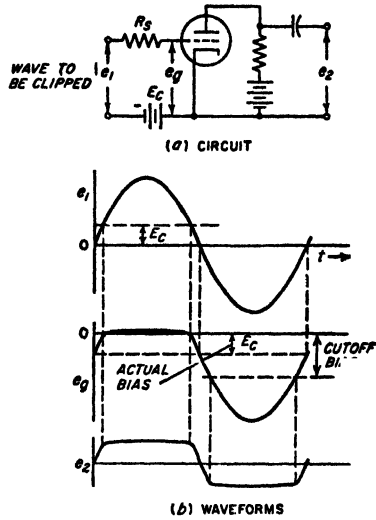 Rs
WAVE TO
BE CLIPPED
e1
eg
e2
Ec
(a) CIRCUIT
e1
Ec
0
t
0
Ec
CUTOFF
ACTUAL
BIAS
eg
e2
(b) WAVEFORMS